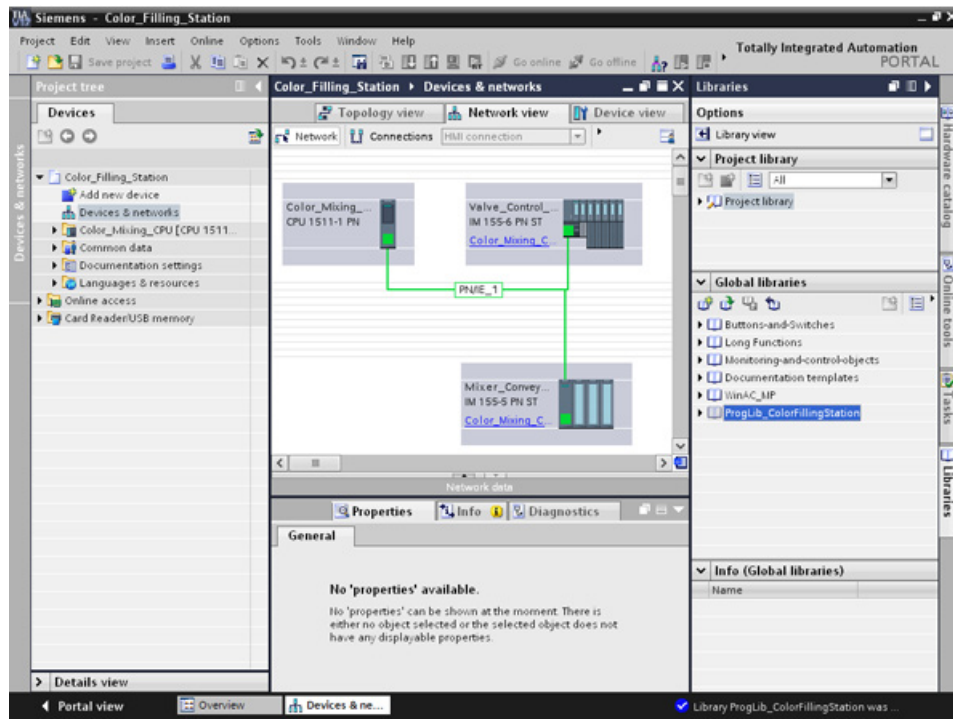 Siemens - Color_Filling_Station
Project Edit View Insert Online Options Tools Window Help
Save project
Go online
Go offline
Totally Integrated Automation
PORTAL
Project tree
Devices
Devices & networks
Color_Filling_Station
Add new device
Devices & networks
Color_Mixing_CPU [CPU 1511...
Common data
Documentation settings
Languages & resources
Online access
Card Reader/USB memory
Details view
Color_Filling_Station Devices & networks
Topology view
Network view
Device view
Network
Connections
HMI connection
Color_Mixing_...
CPU 1511-1 PN
Valve_Control_...
IM 155-6 PN ST
Color_Mixing_C...
PN/IE_1
Mixer_Convey...
IM 155-5 PN ST
Color_Mixing_C...
Network data
Properties
Info
Diagnostics
General
No 'properties' available.
No 'properties' can be shown at the moment. There is
either no object selected or the selected object does not
have any displayable properties.
Libraries
Options
Library view
Project library
All
Project library
Global libraries
Buttons-and-Switches
Long Functions
Monitoring-and-control-objects
Documentation templates
WinAC_MP
ProgLib_ColorFillingStation
Info (Global libraries)
Name
Hardware catalog
Online tools
Tasks
Libraries
Portal view
Overview
Devices & ne...
Library ProgLib_ColorFillingStation was ...